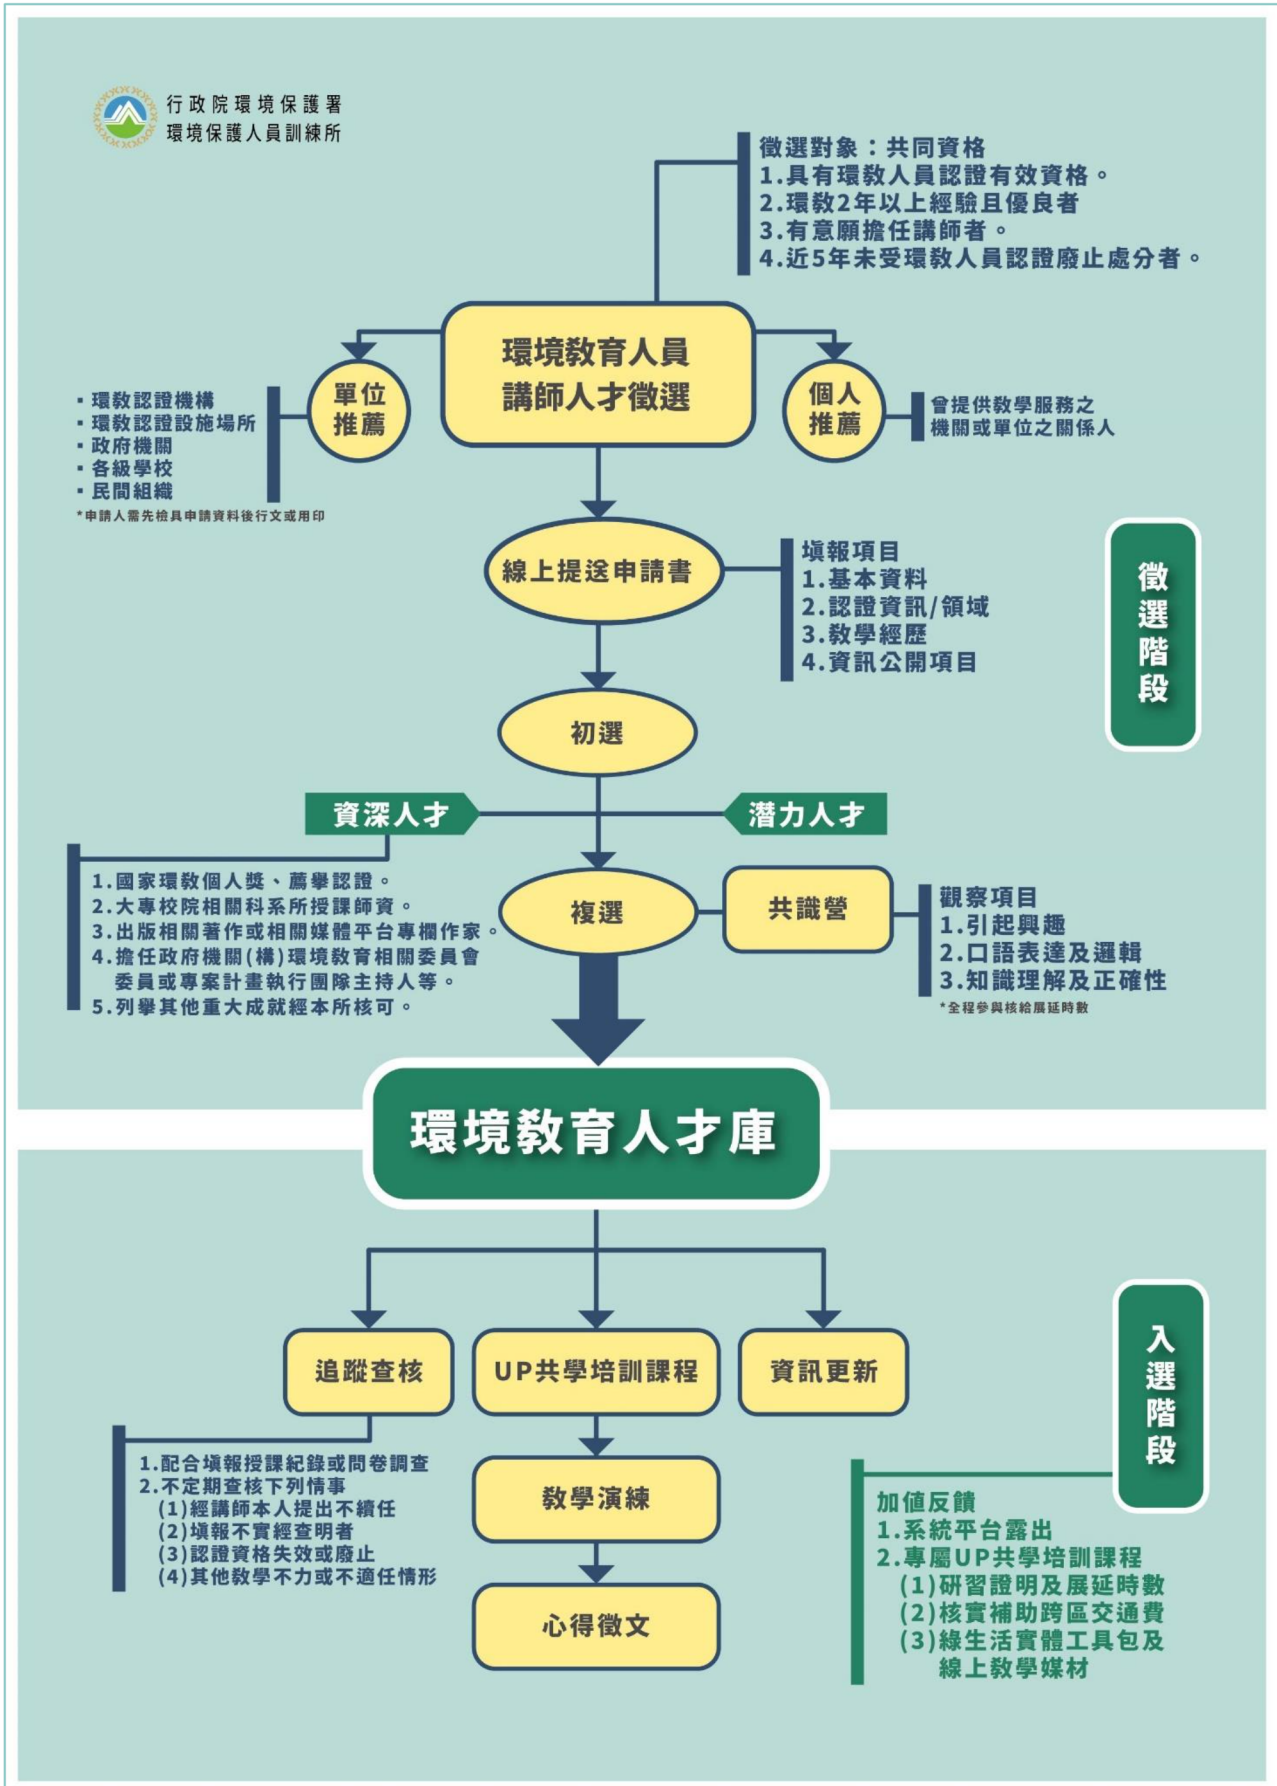 行政院環境保護署
環境保護人員訓練所
徵選對象：共同資格
1.具有環教人員認證有效資格。
2.環教2年以上經驗且優良者
3.有意願擔任講師者。
4.近5年未受環教人員認證廢止處分者。
環境教育人員
講師人才徵選
單位
推薦
▪環教認證機構
▪環教認證設施場所
▪政府機關
▪各級學校
▪民間組織
*申請人需先檢具申請資料後行文或用印
個人
推薦
曾提供教學服務之
機關或單位之關係人
線上提送申請書
填報項目
1.基本資料
2.認證資訊/領域
3.教學經歷
4.資訊公開項目
徵選階段
初選
資深人才
潛力人才
1.國家環教個人獎、薦舉認證。
2.大專校院相關科系所授課師資。
3.出版相關著作或相關媒體平台專欄作家。
4.擔任政府機關(構)環境教育相關委員會
委員或專案計畫執行團隊主持人等。
5.列舉其他重大成就經本所核可。
複選
共識營
觀察項目
1.引起興趣
2.口語表達及邏輯
3.知識理解及正確性
*全程參與核給展延時數
環境教育人才庫
追蹤查核
UP共學培訓課程
資訊更新
入選階段
1.配合填報授課紀錄或問卷調查
2.不定期查核下列情事
(1)經講師本人提出不續任
(2)填報不實經查明者
(3)認證資格失效或廢止
(4)其他教學不力或不適任情形
教學演練
心得徵文
加值反饋
1.系統平台露出
2.專屬UP共學培訓課程
(1)研習證明及展延時數
(2)核實補助跨區交通費
(3)綠生活實體工具包及
線上教學媒材